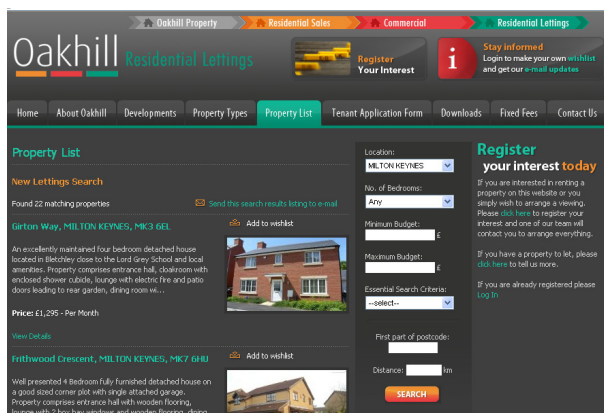 Oakhill Property
Residential Sales
Commercial
Residential Lettings
Oakhill Residential Lettings
Register
Your Interest
i
Stay informed
Login to make your own wishlist
and get our e-mail updates
Home
About Oakhill
Developments
Property Types
Property List
Tenant Application Form
Downloads
Fixed Fees
Contact Us
Property List
New Lettings Search
Found 22 matching properties
Send this search results listing to e-mail
Girton Way, MILTON KEYNES, MK3 6EL
Add to wishlist
An excellently maintained four bedroom detached house
located in Bletchley close to the Lord Grey School and local
amenities. Property comprises entrance hall, cloakroom with
enclosed shower cubicle, lounge with electric fire and patio
doors leading to rear garden, dining room wi...
Price: £1,295 - Per Month
View Details
Frithwood Crescent, MILTON KEYNES, MK7 6HU
Add to wishlist
Well presented 4 Bedroom fully furnished detached house on
a good sized corner plot with single attached garage.
Property comprises entrance hall with wooden flooring,
lounge with 2 box bay windows and wooden flooring, dining
Location:
MILTON KEYNES
No. of Bedrooms:
Any
Minimum Budget:
£
Maximum Budget:
£
Essential Search Criteria:
--select--
First part of postcode:
Distance:
km
SEARCH
Register
your interest today
If you are interested in renting a
property on this website or you
simply wish to arrange a viewing.
Please click here to register your
interest and one of our team will
contact you to arrange everything.
If you have a property to let, please
click here to tell us more.
If you are already registered please
Log In